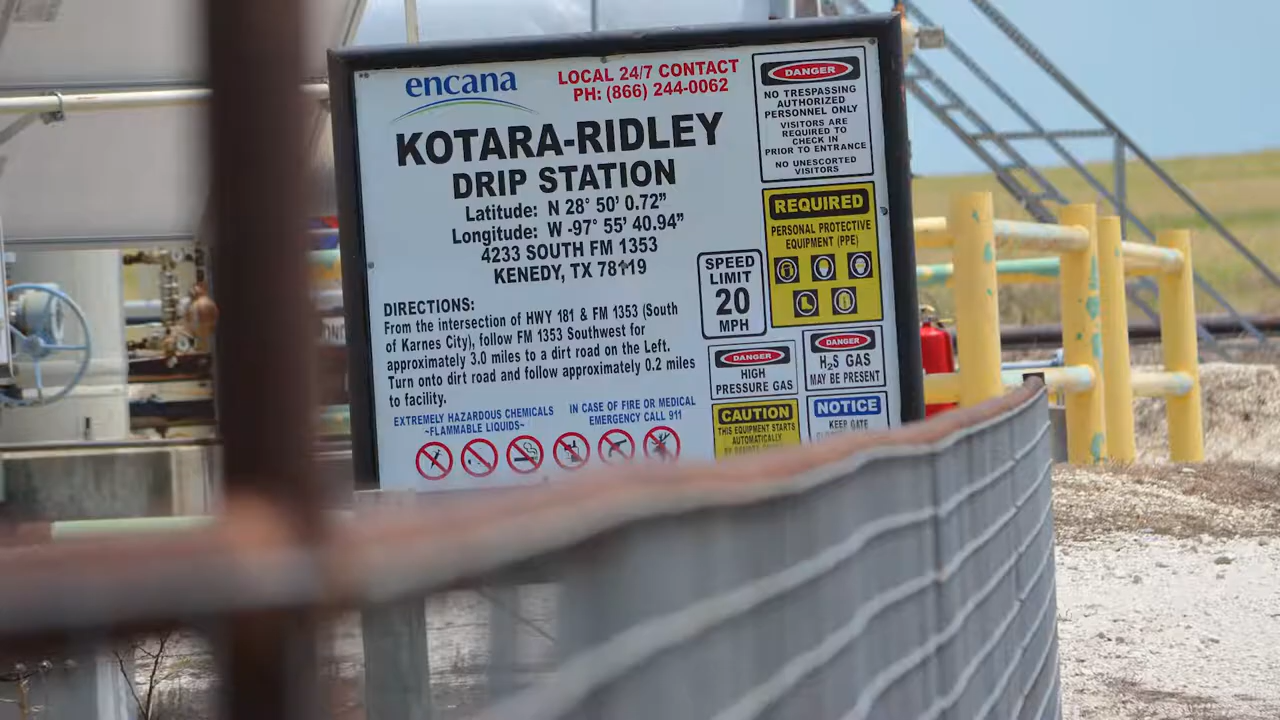 encana
LOCAL 24/7 CONTACT
PH: (866) 244-0062
KOTARA-RIDLEY
DRIP STATION
Latitude: N 28° 50' 0.72"
Longitude: W -97° 55' 40.94"
4233 SOUTH FM 1353
KENEDY, TX 78119
DIRECTIONS:
From the intersection of HWY 181 & FM 1353 (South
of Karnes City), follow FM 1353 Southwest for
approximately 3.0 miles to a dirt road on the Left.
Turn onto dirt road and follow approximately 0.2 miles
to facility.
EXTREMELY HAZARDOUS CHEMICALS
~FLAMMABLE LIQUIDS~
IN CASE OF FIRE OR MEDICAL
EMERGENCY CALL 911
DANGER
NO TRESPASSING
AUTHORIZED
PERSONNEL ONLY
VISITORS ARE
REQUIRED TO
CHECK IN
PRIOR TO ENTRANCE
NO UNESCORTED
VISITORS
REQUIRED
PERSONAL PROTECTIVE
EQUIPMENT (PPE)
SPEED
LIMIT
20
MPH
DANGER
HIGH
PRESSURE GAS
DANGER
H₂S GAS
MAY BE PRESENT
CAUTION
THIS EQUIPMENT STARTS
AUTOMATICALLY
NOTICE
KEEP GATE